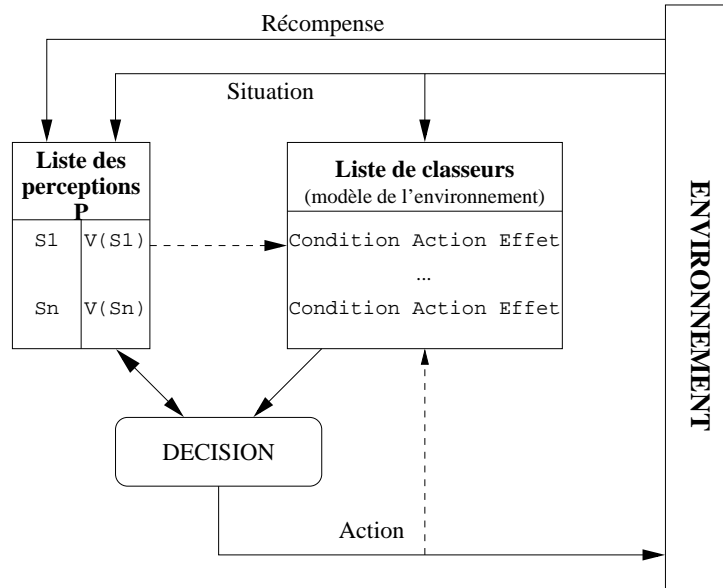 Récompense
Situation
Liste des
perceptions
P
S1 V(S1)
Sn V(Sn)
Liste de classeurs
(modèle de l'environnement)
Condition Action Effet
...
Condition Action Effet
DECISION
Action
ENVIRONNEMENT